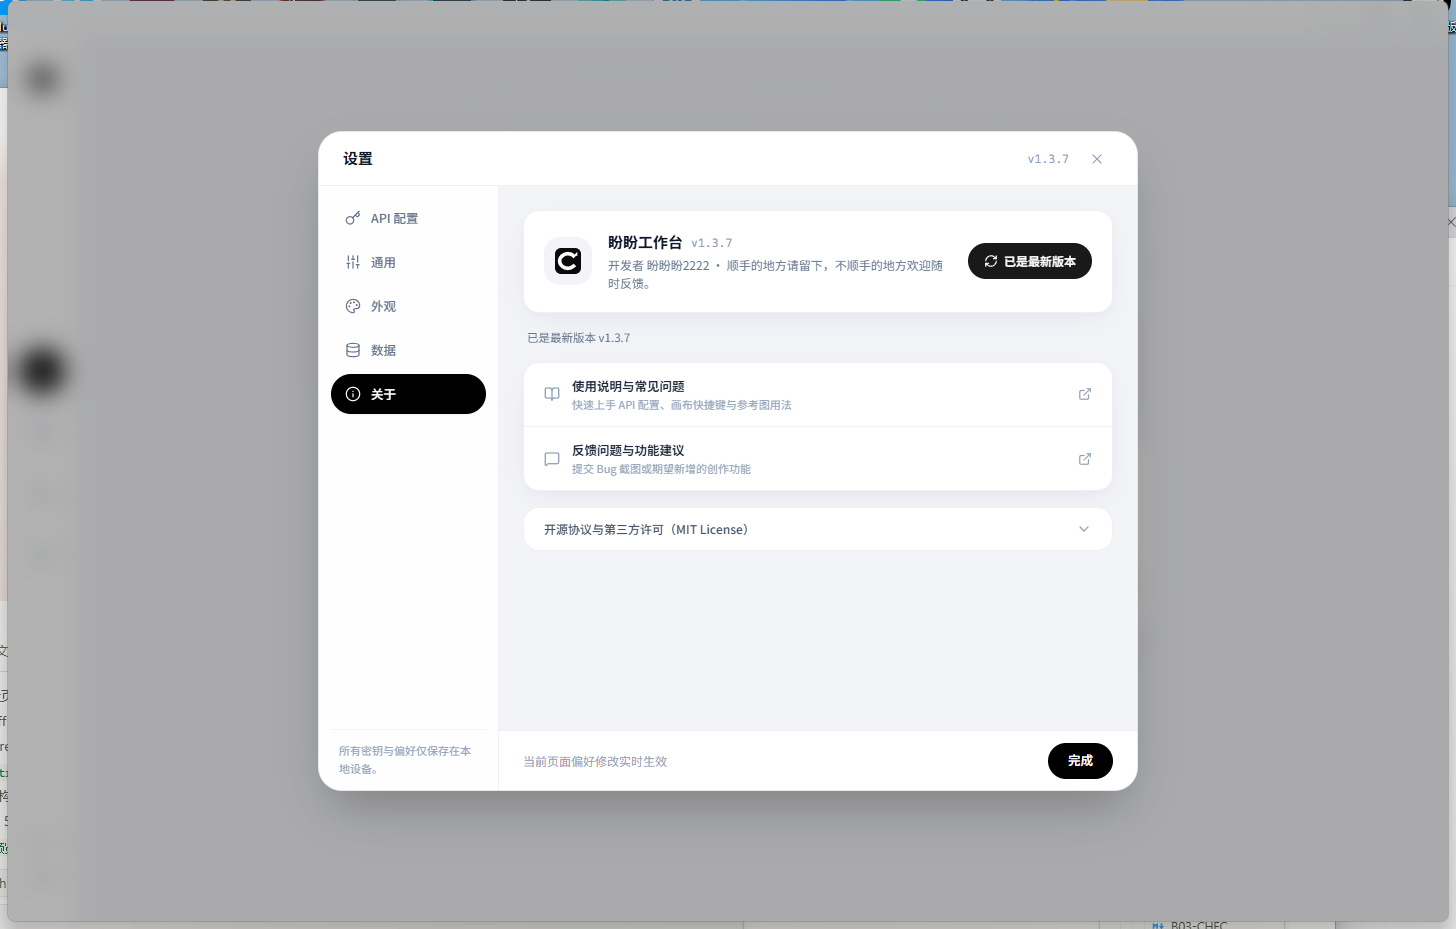 设置
v1.3.7
API 配置
通用
外观
数据
关于
所有密钥与偏好仅保存在本
地设备。
盼盼工作台 v1.3.7
开发者 盼盼盼2222 · 顺手的地方请留下，不顺手的地方欢迎随
时反馈。
已是最新版本
已是最新版本 v1.3.7
使用说明与常见问题
快速上手 API 配置、画布快捷键与参考图用法
反馈问题与功能建议
提交 Bug 截图或期望新增的创作功能
开源协议与第三方许可（MIT License）
当前页面偏好修改实时生效
完成